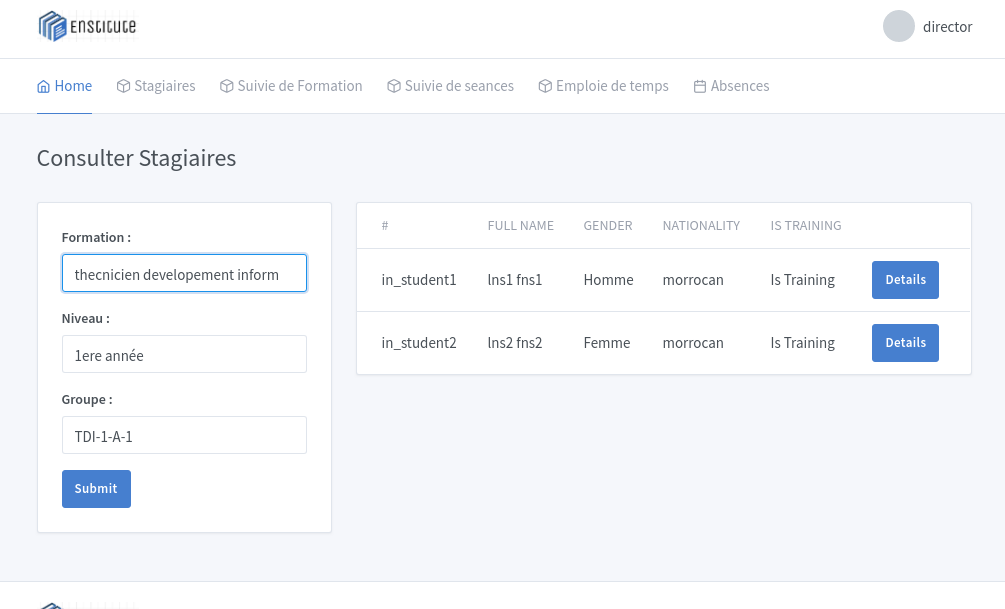 Enstitute
director
Home Stagiaires Suivie de Formation Suivie de seances Emploie de temps Absences
Consulter Stagiaires
Formation :
thecnicien developement inform
Niveau :
1ere année
Groupe :
TDI-1-A-1
Submit
# FULL NAME GENDER NATIONALITY IS TRAINING
in_student1 lns1 fns1 Homme morrocan Is Training Details
in_student2 lns2 fns2 Femme morrocan Is Training Details